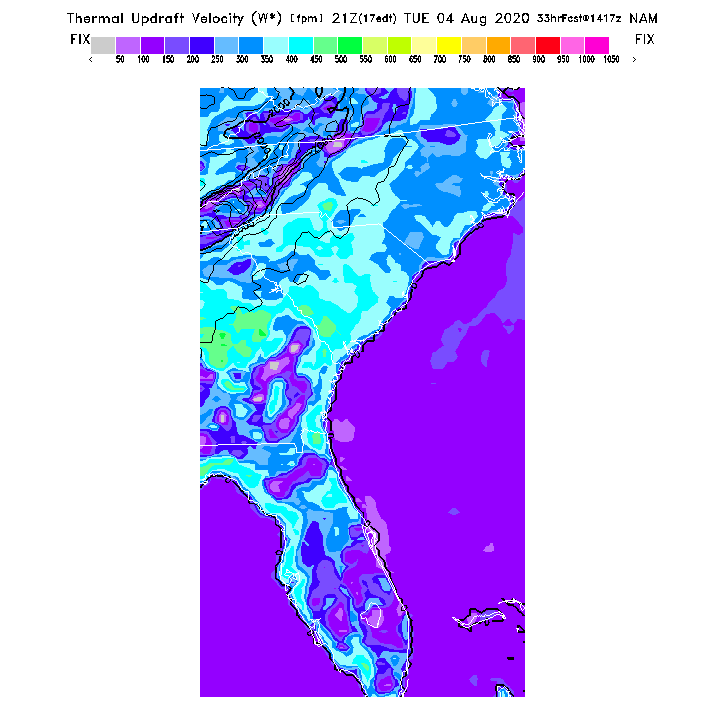 Thermal Updraft Velocity (W*) [fpm] 21Z(17edt) TUE 04 Aug 2020 33hrFcst@1417z NAM
FIX FIX
< 50 100 150 200 250 300 350 400 450 500 550 600 650 700 750 800 850 900 950 1000 1050 >